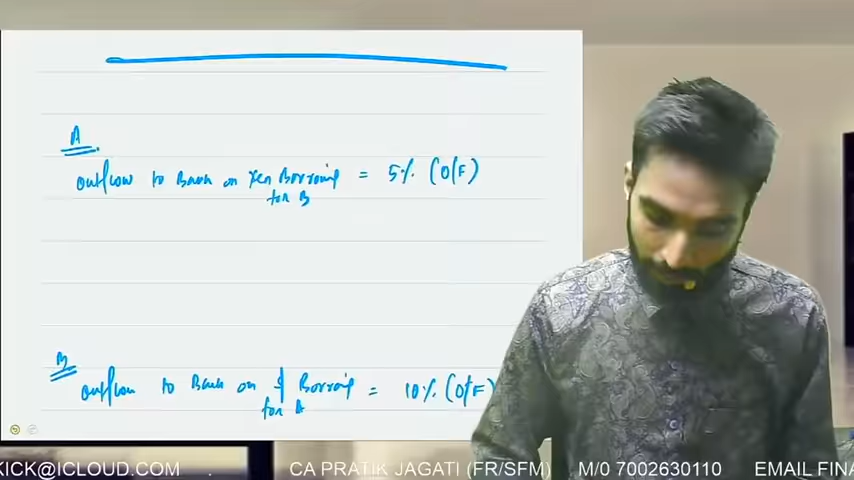 A
outflow to Bank on Yen Borrowing = 5% (O/F)
for B
B
outflow to Bank on $ Borrowing = 10% (O/F)
for A
KICK@ICLOUD.COM . CA PRATIK JAGATI (FR/SFM) M/0 7002630110 EMAIL FINA